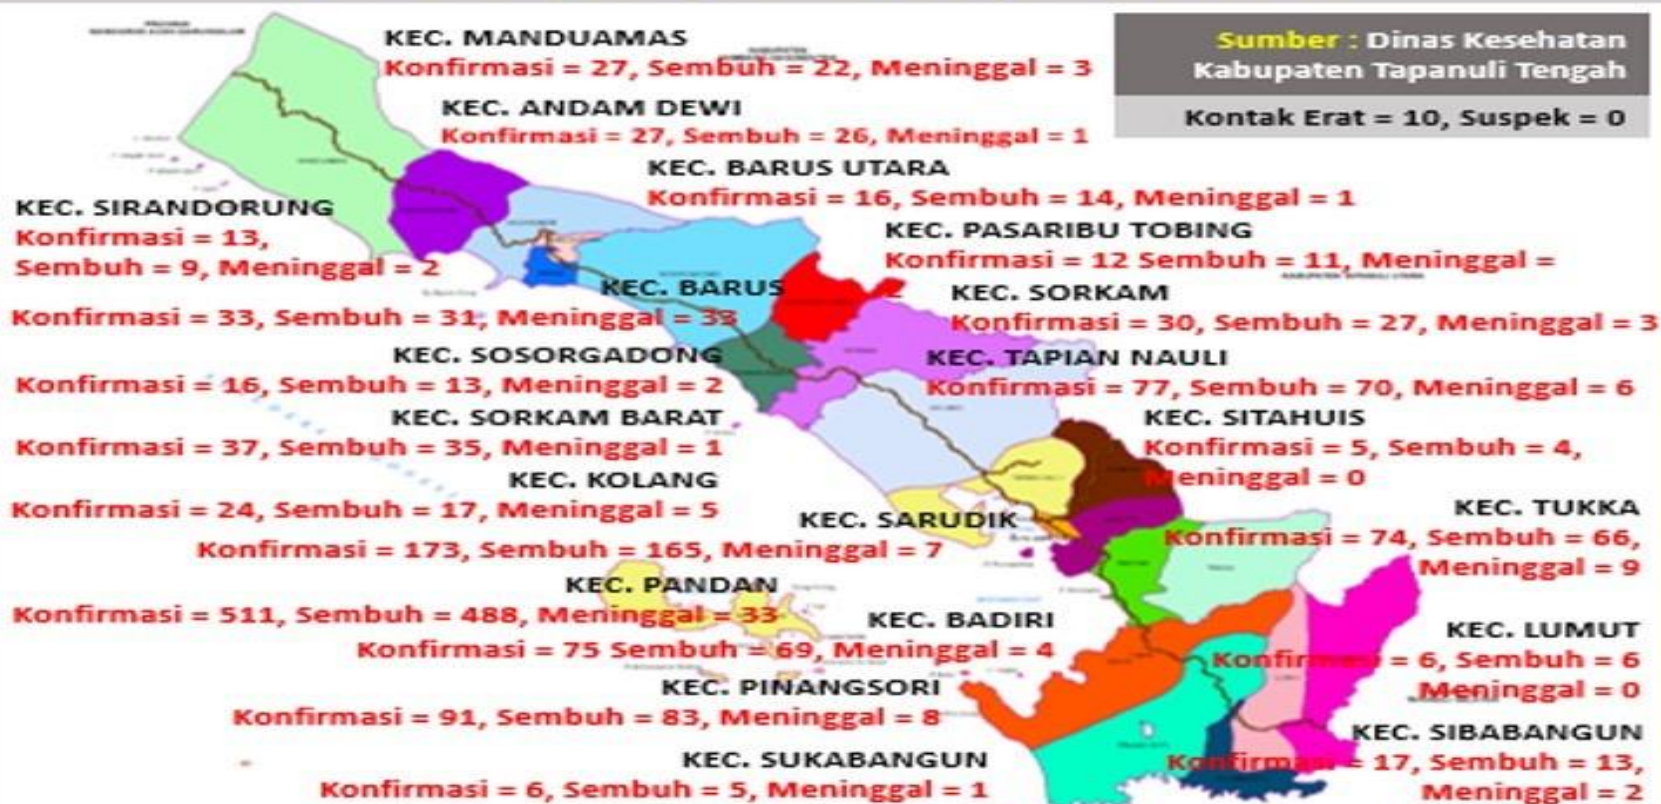 KEC. MANDUAMAS
Konfirmasi = 27, Sembuh = 22, Meninggal = 3
Sumber : Dinas Kesehatan
Kabupaten Tapanuli Tengah
Kontak Erat = 10, Suspek = 0
KEC. ANDAM DEWI
Konfirmasi = 27, Sembuh = 26, Meninggal = 1
KEC. BARUS UTARA
Konfirmasi = 16, Sembuh = 14, Meninggal = 1
KEC. SIRANDORUNG
Konfirmasi = 13,
Sembuh = 9, Meninggal = 2
KEC. PASARIBU TOBING
Konfirmasi = 12 Sembuh = 11, Meninggal =
KEC. BARUS
Konfirmasi = 33, Sembuh = 31, Meninggal = 33
KEC. SORKAM
Konfirmasi = 30, Sembuh = 27, Meninggal = 3
KEC. SOSORGADONG
Konfirmasi = 16, Sembuh = 13, Meninggal = 2
KEC. TAPIAN NAULI
Konfirmasi = 77, Sembuh = 70, Meninggal = 6
KEC. SORKAM BARAT
Konfirmasi = 37, Sembuh = 35, Meninggal = 1
KEC. SITAHUIS
Konfirmasi = 5, Sembuh = 4,
Meninggal = 0
KEC. KOLANG
Konfirmasi = 24, Sembuh = 17, Meninggal = 5
KEC. SARUDIK
Konfirmasi = 173, Sembuh = 165, Meninggal = 7
KEC. TUKKA
Konfirmasi = 74, Sembuh = 66,
Meninggal = 9
KEC. PANDAN
Konfirmasi = 511, Sembuh = 488, Meninggal = 33
KEC. BADIRI
Konfirmasi = 75 Sembuh = 69, Meninggal = 4
KEC. LUMUT
Konfirmasi = 6, Sembuh = 6
Meninggal = 0
KEC. PINANGSORI
Konfirmasi = 91, Sembuh = 83, Meninggal = 8
KEC. SIBABANGUN
Konfirmasi = 17, Sembuh = 13,
Meninggal = 2
KEC. SUKABANGUN
Konfirmasi = 6, Sembuh = 5, Meninggal = 1